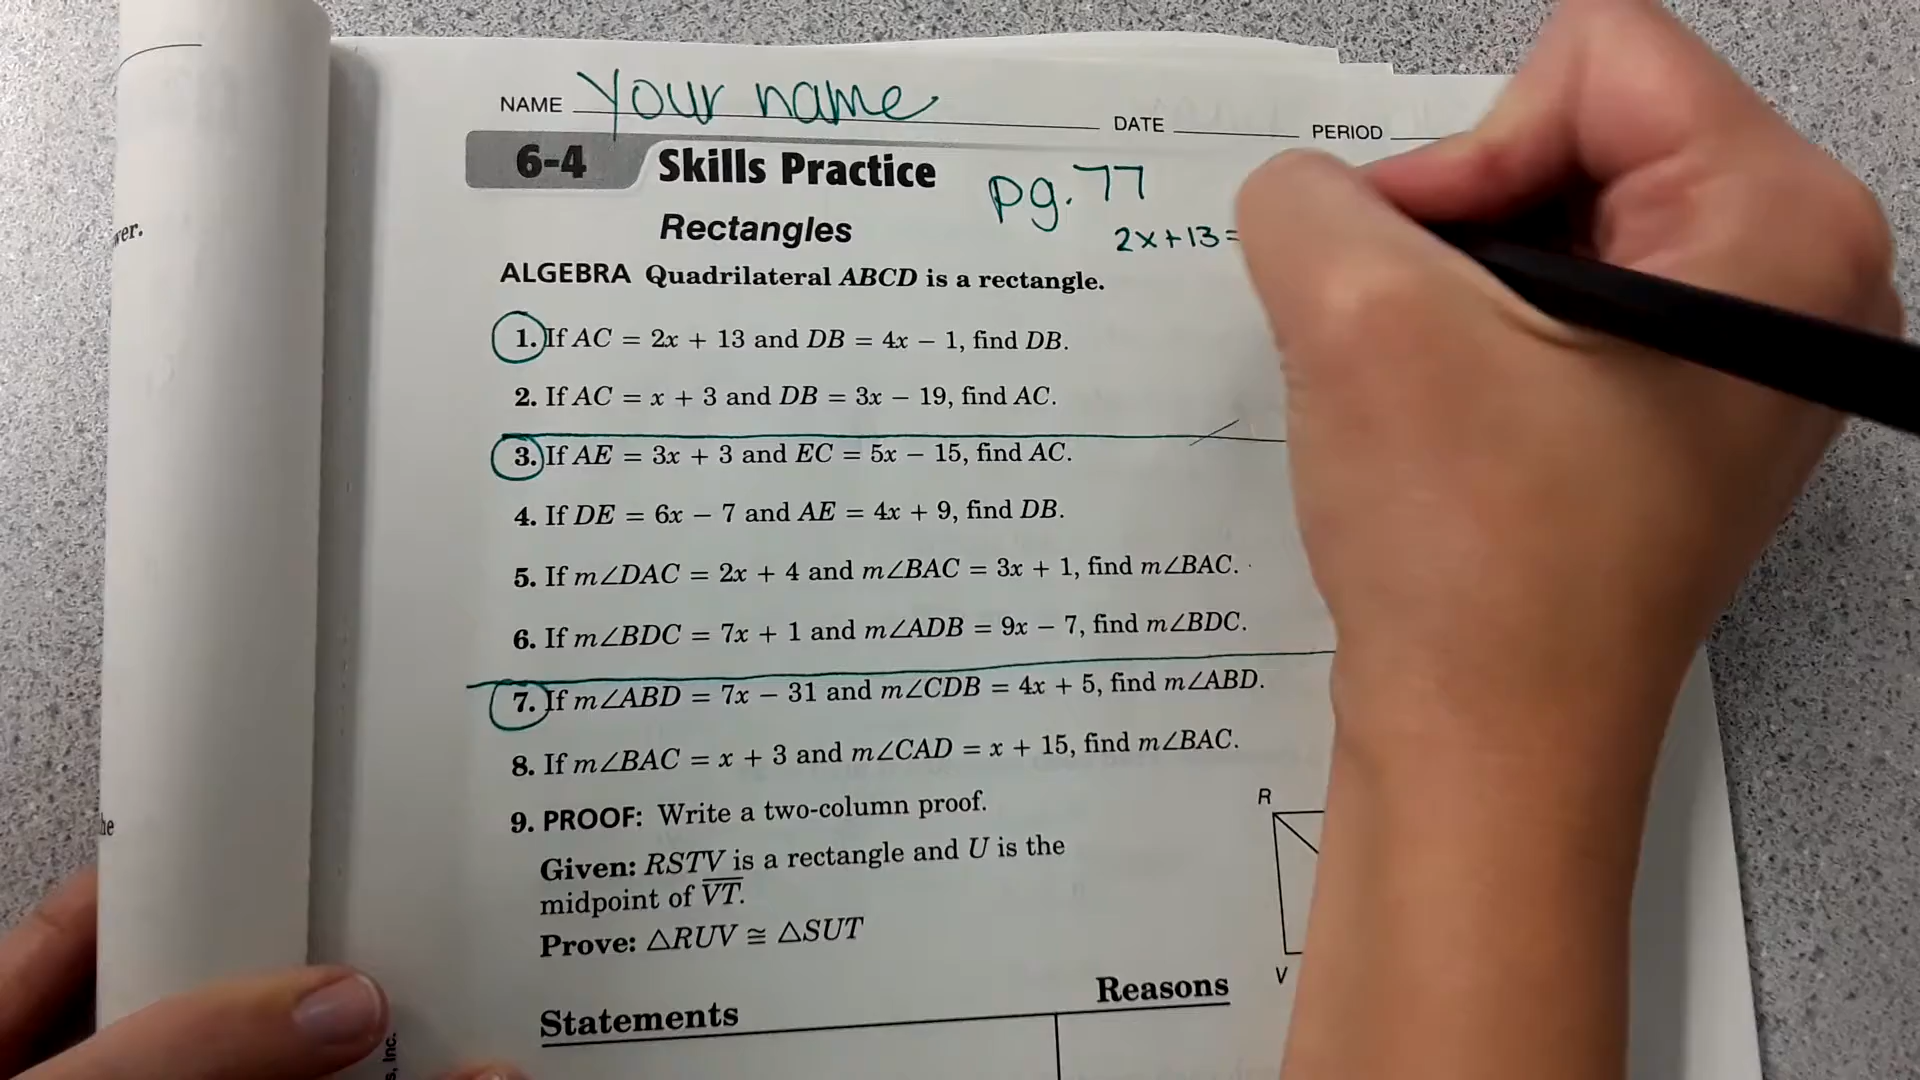 NAME Your name DATE PERIOD
6-4 Skills Practice pg. 77
Rectangles 2x+13=
ALGEBRA Quadrilateral ABCD is a rectangle.
1. If AC = 2x + 13 and DB = 4x − 1, find DB.
2. If AC = x + 3 and DB = 3x − 19, find AC.
3. If AE = 3x + 3 and EC = 5x − 15, find AC.
4. If DE = 6x − 7 and AE = 4x + 9, find DB.
5. If m∠DAC = 2x + 4 and m∠BAC = 3x + 1, find m∠BAC.
6. If m∠BDC = 7x + 1 and m∠ADB = 9x − 7, find m∠BDC.
7. If m∠ABD = 7x − 31 and m∠CDB = 4x + 5, find m∠ABD.
8. If m∠BAC = x + 3 and m∠CAD = x + 15, find m∠BAC.
9. PROOF: Write a two-column proof.
Given: RSTV is a rectangle and U is the
midpoint of V̅T̅.
Prove: △RUV ≅ △SUT
R
V
Statements Reasons
Inc.